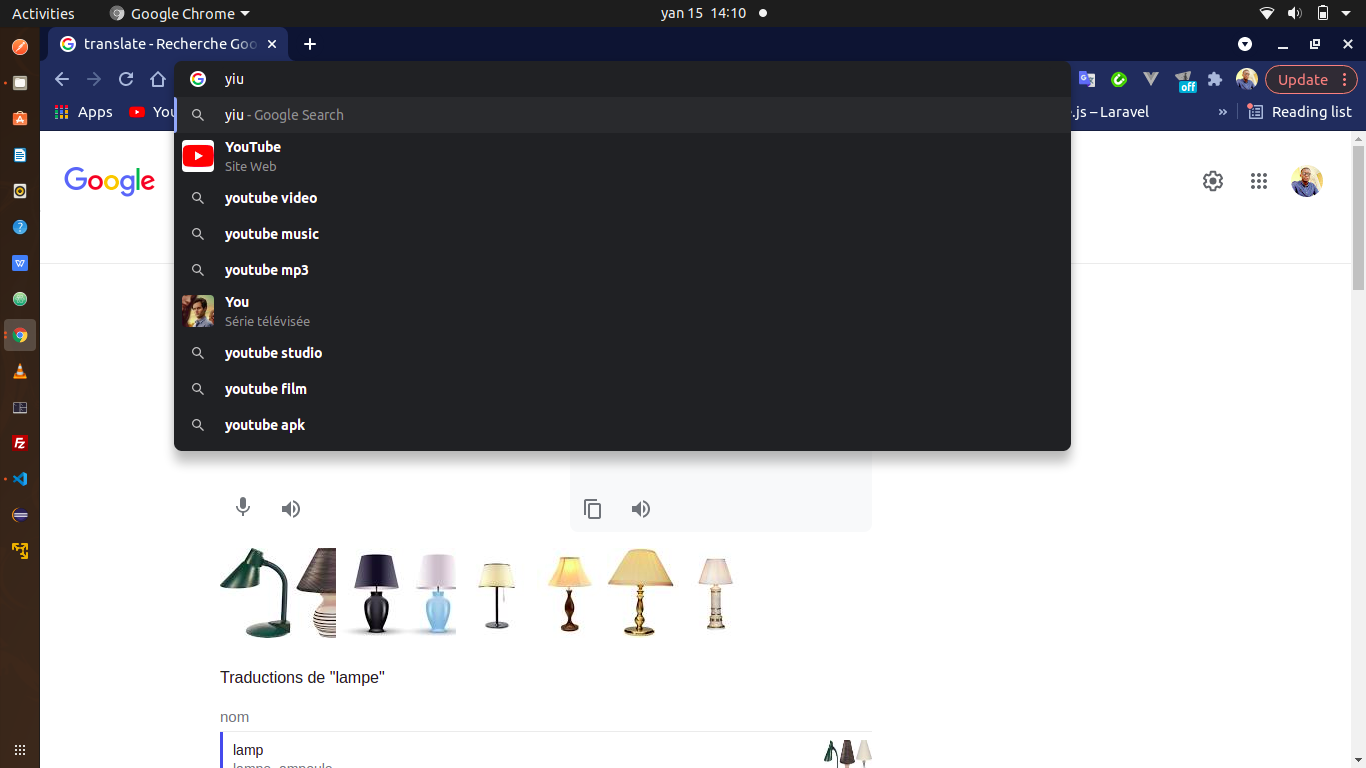 Activities
Google Chrome
yan 15 14:10
translate - Recherche Goo
yiu
off
Update
Apps
You
.js – Laravel
»
Reading list
yiu - Google Search
Google
YouTube
Site Web
youtube video
youtube music
youtube mp3
You
Série télévisée
youtube studio
youtube film
youtube apk
Traductions de "lampe"
nom
lamp
lampe, ampoule